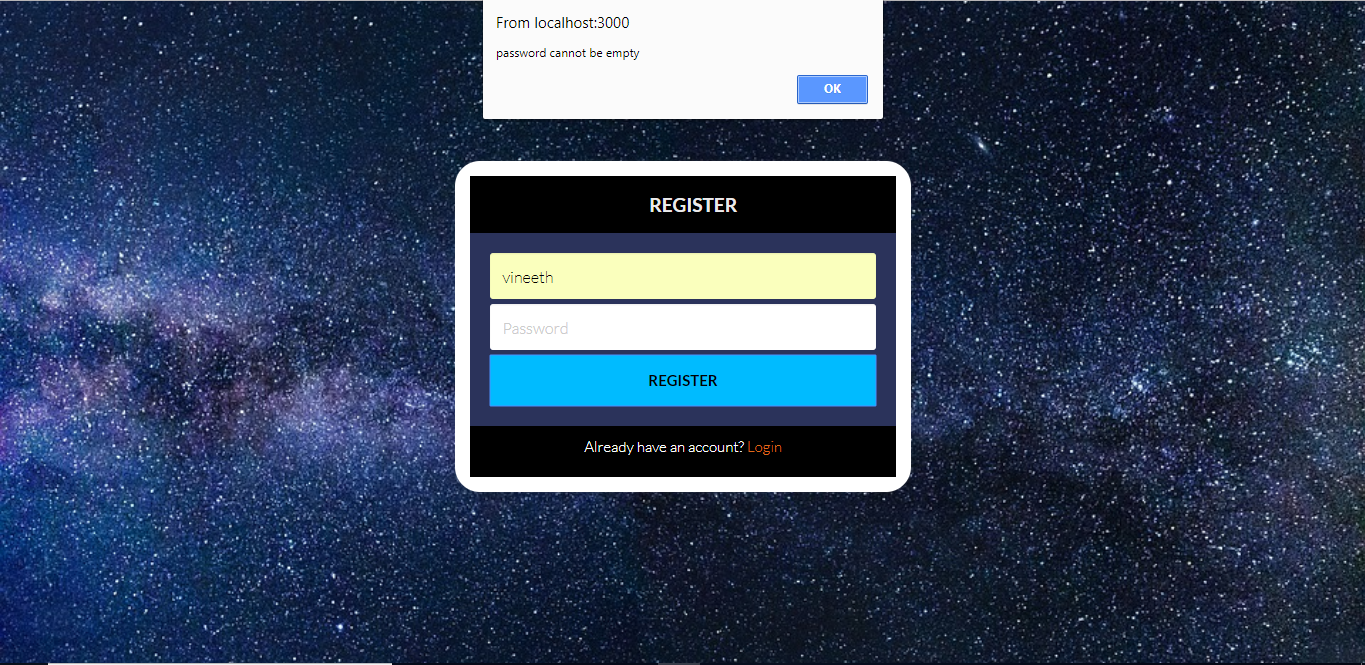 From localhost:3000
password cannot be empty
OK
REGISTER
vineeth
Password
REGISTER
Already have an account? Login